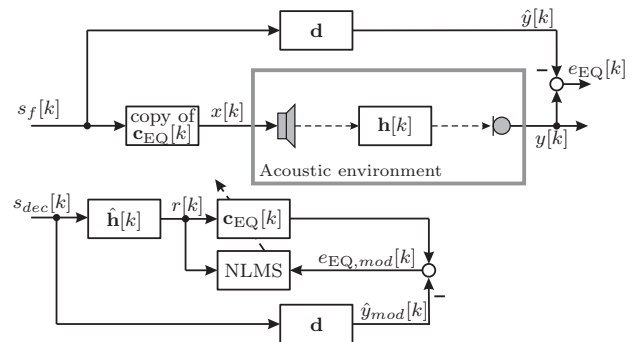 d
ŷ[k]
−
e_EQ[k]
s_f[k]
copy of
c_EQ[k]
x[k]
h[k]
y[k]
Acoustic environment
s_dec[k]
ĥ[k]
r[k]
c_EQ[k]
NLMS
e_EQ,mod[k]
−
d
ŷ_mod[k]